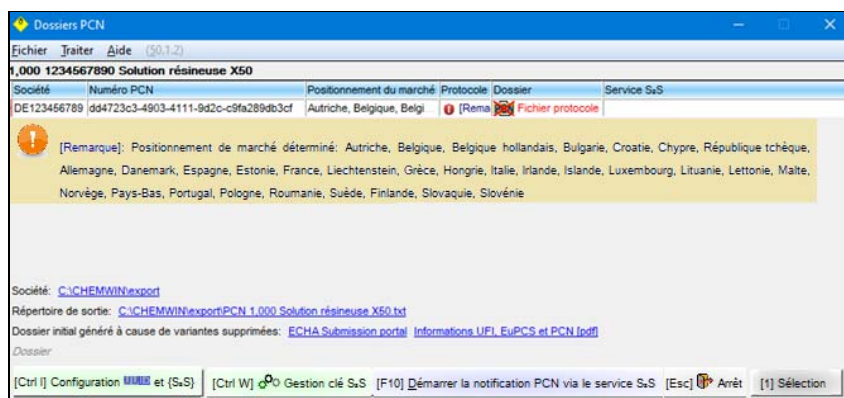 Dossiers PCN
Fichier Traiter Aide (§0.1.2)
1,000 1234567890 Solution résineuse X50
Société Numéro PCN Positionnement du marché Protocole Dossier Service S₂S
DE123456789 dd4723c3-4903-4111-9d2c-c9fa289db3cf Autriche, Belgique, Belgi [Rema PCN Fichier protocole
[Remarque]: Positionnement de marché déterminé: Autriche, Belgique, Belgique hollandais, Bulgarie, Croatie, Chypre, République tchèque,
Allemagne, Danemark, Espagne, Estonie, France, Liechtenstein, Grèce, Hongrie, Italie, Irlande, Islande, Luxembourg, Lituanie, Lettonie, Malte,
Norvège, Pays-Bas, Portugal, Pologne, Roumanie, Suède, Finlande, Slovaquie, Slovénie
Société: C:\CHEMWIN\export
Répertoire de sortie: C:\CHEMWIN\export\PCN 1,000 Solution résineuse X50.txt
Dossier initial généré à cause de variantes supprimées: ECHA Submission portal Informations UFI, EuPCS et PCN [pdf]
Dossier
[Ctrl I] Configuration et {S₂S} [Ctrl W] Gestion clé S₂S [F10] Démarrer la notification PCN via le service S₂S [Esc] Arrêt [1] Sélection